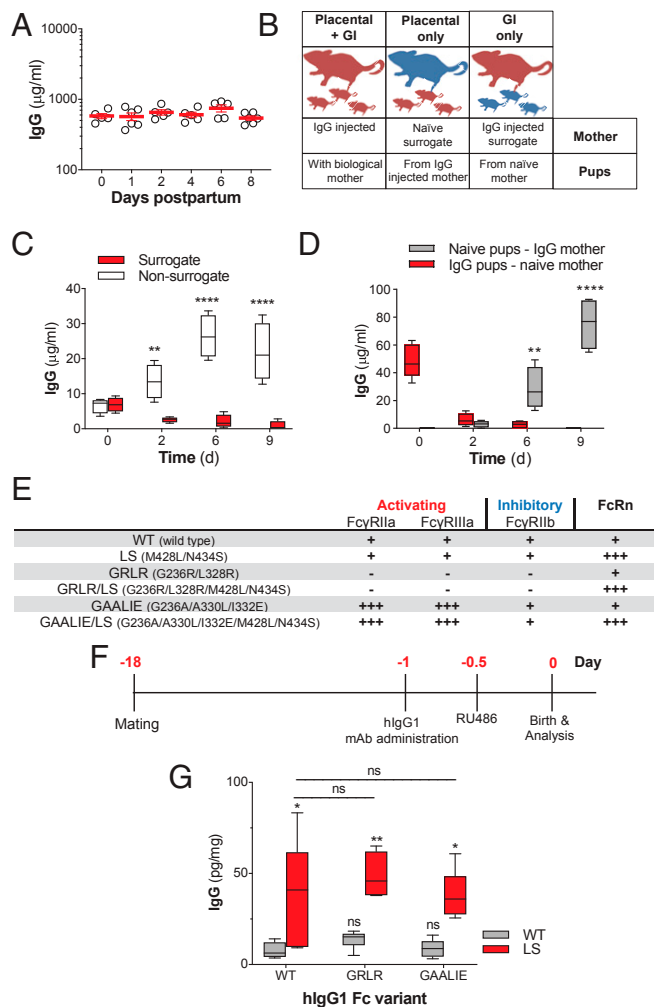 A
IgG (µg/ml)
10000
1000
100
0 1 2 4 6 8
Days postpartum
B
Placental + GI
Placental only
GI only
IgG injected
Naïve surrogate
IgG injected surrogate
Mother
With biological mother
From IgG injected mother
From naïve mother
Pups
C
Surrogate
Non-surrogate
IgG (µg/ml)
40
30
20
10
0
** **** ****
0 2 6 9
Time (d)
D
Naive pups - IgG mother
IgG pups - naive mother
IgG (µg/ml)
100
80
60
40
20
0
** ****
0 2 6 9
Time (d)
E
Activating Inhibitory FcRn
FcγRIIa FcγRIIIa FcγRIIb
WT (wild type) + + + +
LS (M428L/N434S) + + + +++
GRLR (G236R/L328R) - - - +
GRLR/LS (G236R/L328R/M428L/N434S) - - - +++
GAALIE (G236A/A330L/I332E) +++ +++ + +
GAALIE/LS (G236A/A330L/I332E/M428L/N434S) +++ +++ + +++
F
-18 -1 -0.5 0 Day
Mating
hIgG1
mAb administration
RU486
Birth &
Analysis
G
IgG (pg/mg)
100
50
0
ns
ns
* ** *
ns ns
WT GRLR GAALIE
hIgG1 Fc variant
WT
LS